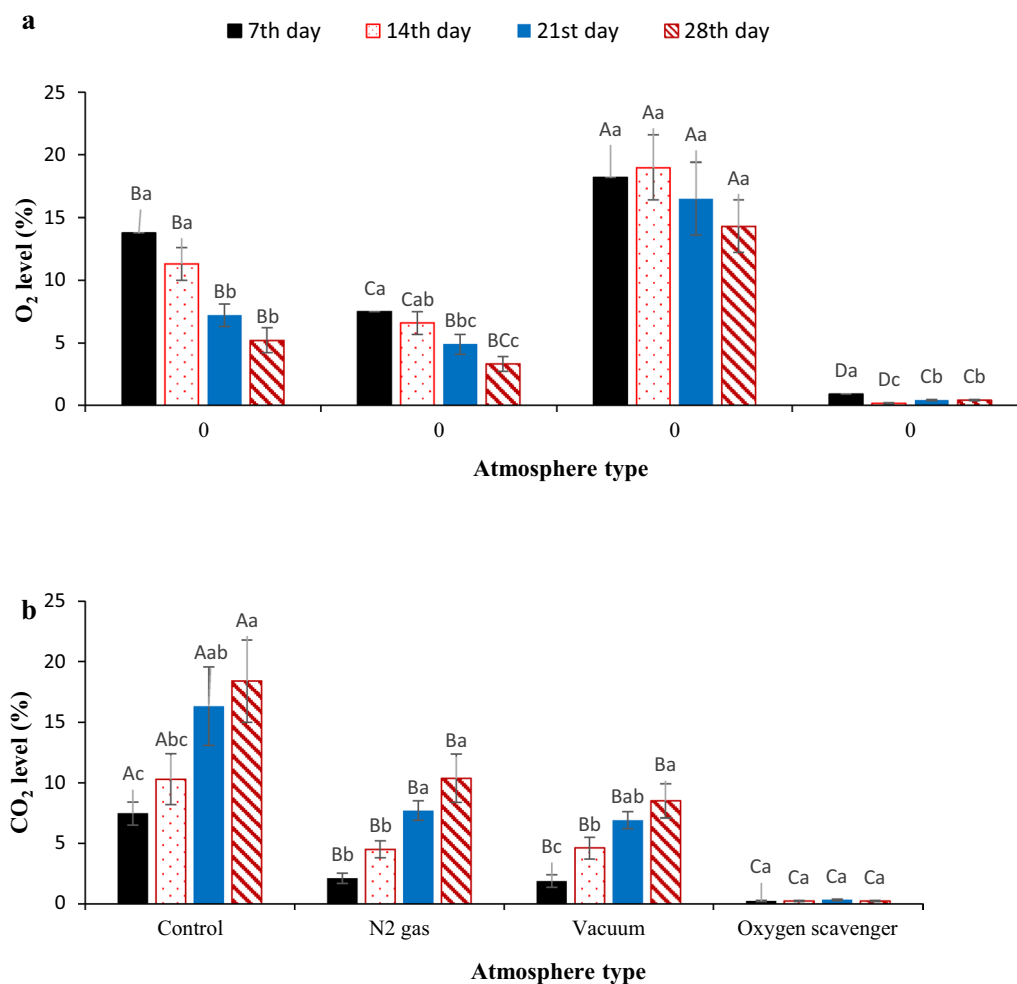 a
7th day 14th day 21st day 28th day
25
20
15
10
5
0
O2 level (%)
Ba Ba Bb Bb Ca Cab Bbc BCc Aa Aa Aa Aa Da Dc Cb Cb
0 0 0 0
Atmosphere type
b
25
20
15
10
5
0
CO2 level (%)
Ac Abc Aab Aa Bb Bb Ba Ba Bc Bb Bab Ba Ca Ca Ca Ca
Control N2 gas Vacuum Oxygen scavenger
Atmosphere type